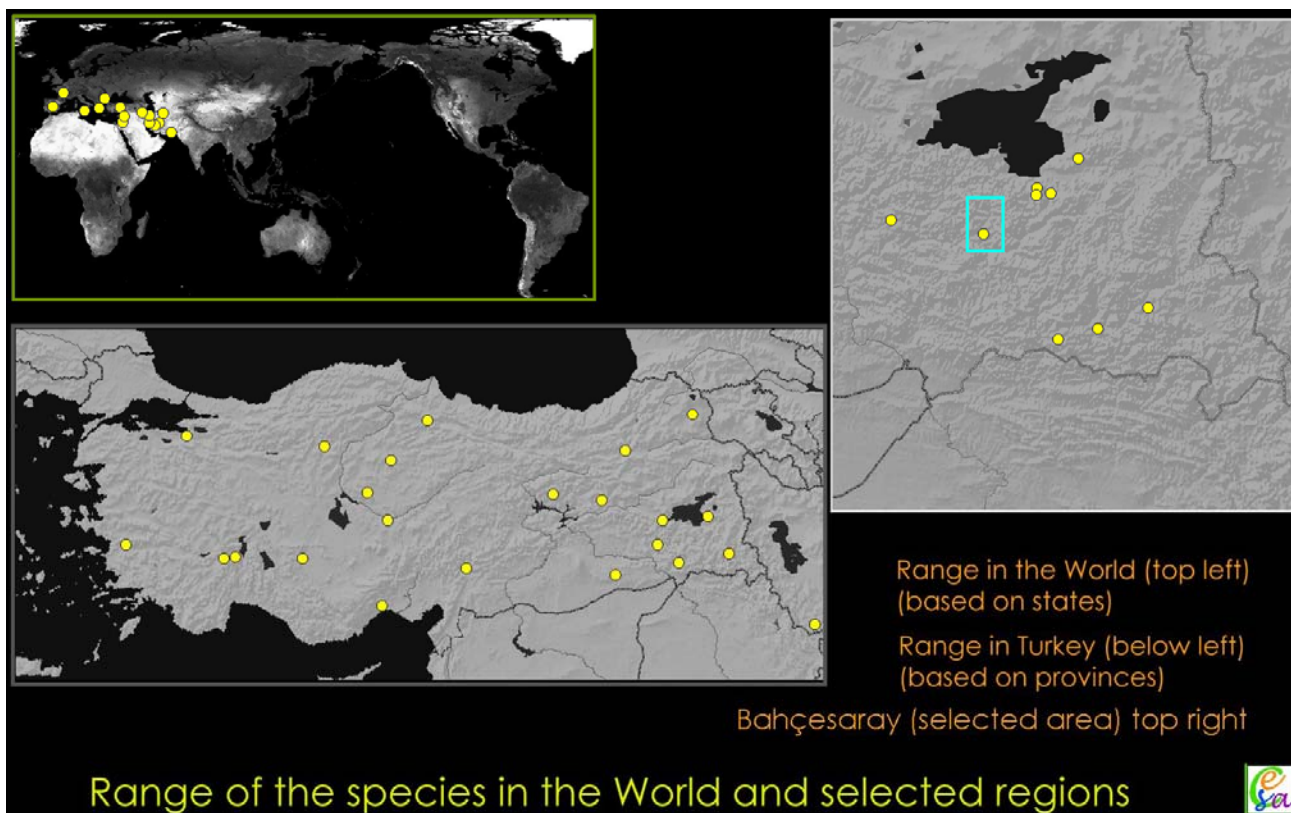 Range in the World (top left)
(based on states)
Range in Turkey (below left)
(based on provinces)
Bahçesaray (selected area) top right
Range of the species in the World and selected regions
esa